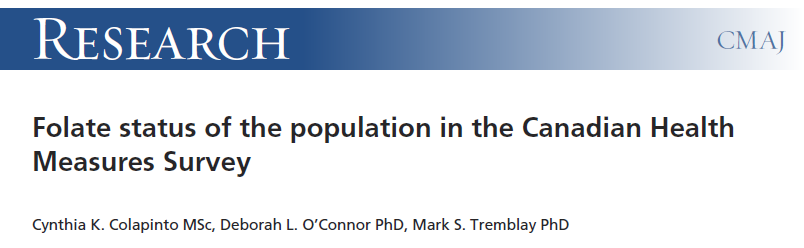 RESEARCH
CMAJ
Folate status of the population in the Canadian Health
Measures Survey
Cynthia K. Colapinto MSc, Deborah L. O’Connor PhD, Mark S. Tremblay PhD